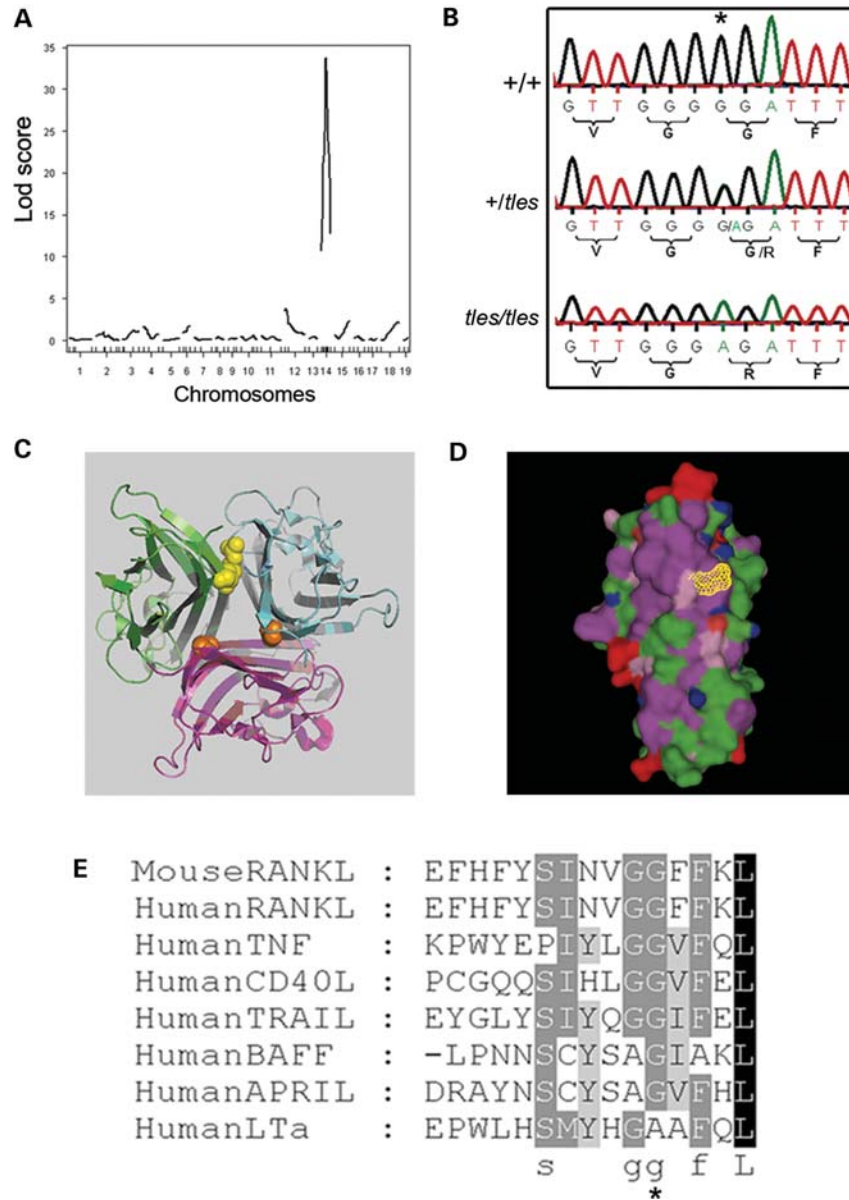 A
Lod score
35
30
25
20
15
10
5
0
1 2 3 4 5 6 7 8 9 10 11 12 13 14 15 16 17 18 19
Chromosomes
B
*
+/+
G T T G G G G G A T T T
V G G F
+/tles
G T T G G G G/A G A T T T
V G G/R F
tles/tles
G T T G G G A G A T T T
V G R F
C
D
E
MouseRANKL : EFHFYSINVGGFFKL
HumanRANKL : EFHFYSINVGGFFKL
HumanTNF : KPWYEPIYLGGVFQL
HumanCD40L : PCGQQSIHLGGVFEL
HumanTRAIL : EYGLYSIYQGGIFEL
HumanBAFF : -LPNNSCYSAGIAKL
HumanAPRIL : DRAYNSCYSAGVFHL
HumanLTa : EPWLHSMYHGAAFQL
s gg f L
*